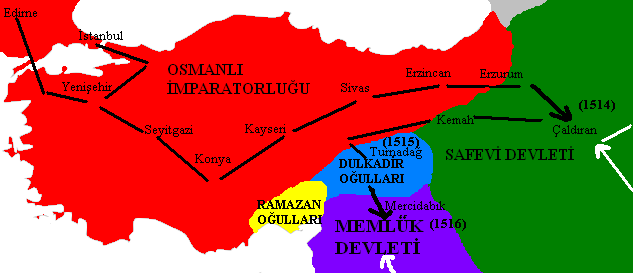 Edirne
İstanbul
Yenişehir
OSMANLI
İMPARATORLUĞU
Sivas
Erzincan
Erzurum
(1514)
Seyitgazi
Kayseri
Kemah
Çaldıran
Konya
(1515)
Turnadağ
DULKADIR
OĞULLARI
SAFEVİ DEVLETİ
RAMAZAN
OĞULLARI
Mercidabık
MEMLÜK
DEVLETİ
(1516)